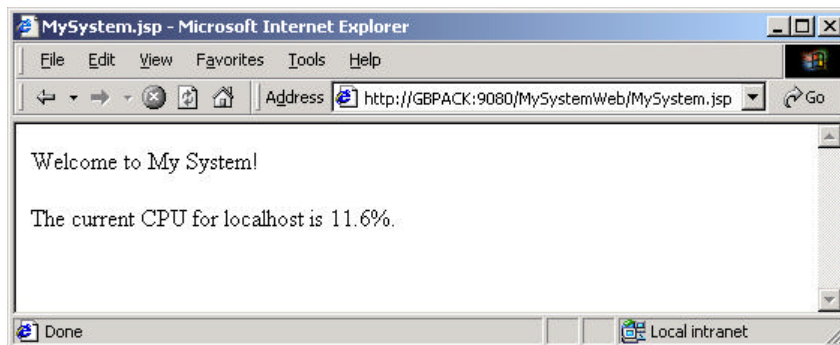 MySystem.jsp - Microsoft Internet Explorer
File Edit View Favorites Tools Help
Address http://GBPACK:9080/MySystemWeb/MySystem.jsp Go
Welcome to My System!
The current CPU for localhost is 11.6%.
Done Local intranet